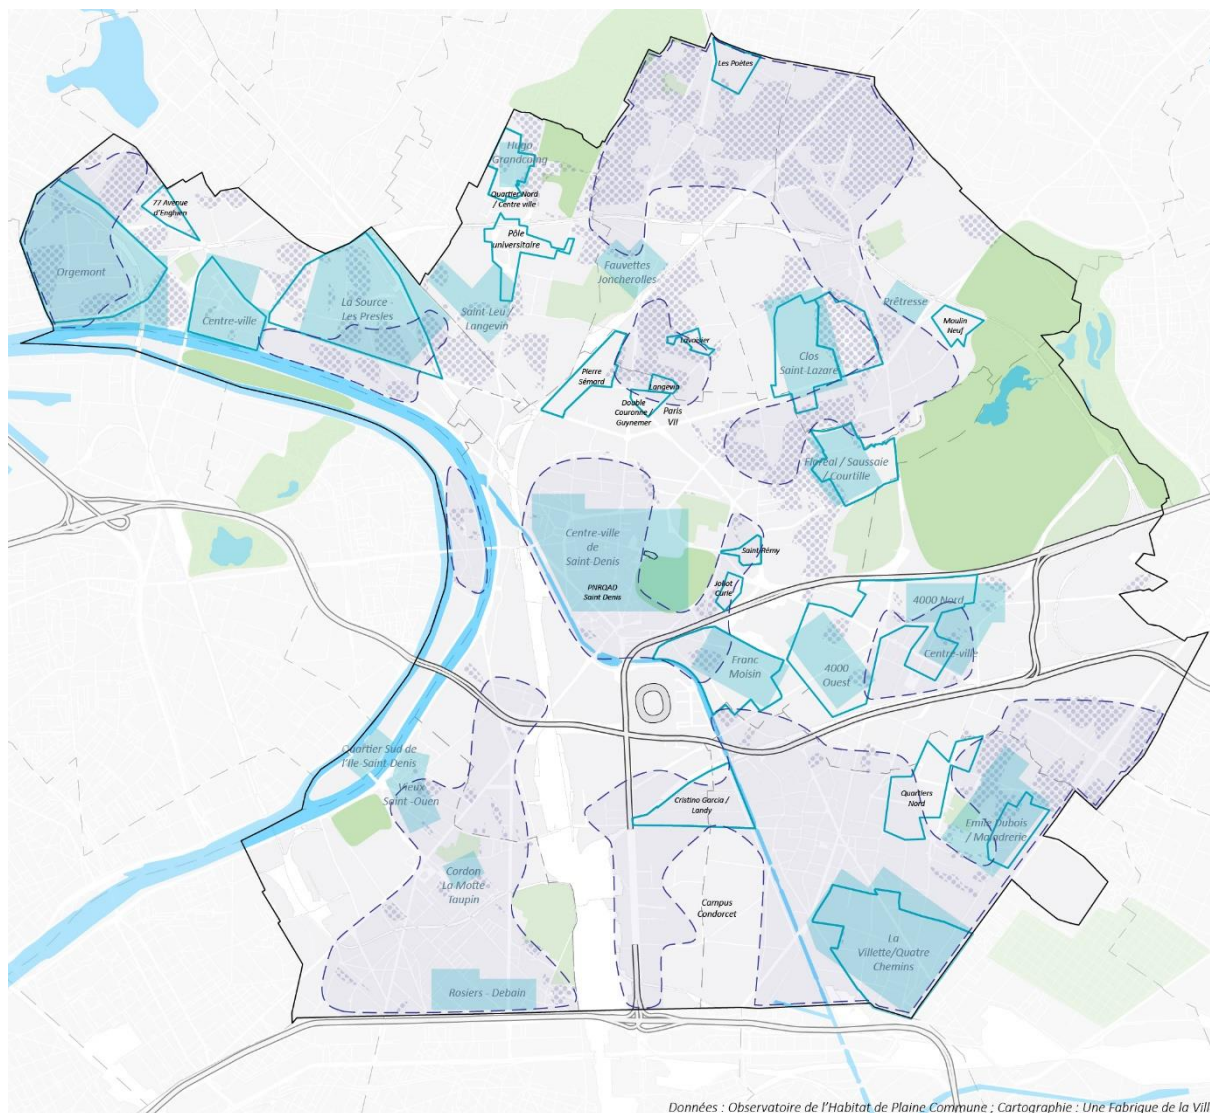 Les Poètes
Hugo
Grandcuing
77 Avenue
d'Enghien
Quartier Nord
/ Centre ville
Pôle
universitaire
Orgemont
Fauvettes
Joncherolles
La Source -
Les Presles
Centre-ville
Saint-Leu /
Langevin
Prêtresse
Moulin
Neuf
Lavoisier
Clos
Saint-Lazare
Pierre
Sémard
Langevin
Double
Couronne /
Guynemer
Paris
VII
Floréal / Saussaie
/ Courtille
Centre-ville
de
Saint-Denis
PNRQAD
Saint Denis
Saint Rémy
Joliot
Curie
4000 Nord
Centre-ville
Franc
Moisin
4000
Ouest
Quartier Sud de
l'Ile-Saint-Denis
Vieux
Saint -Ouen
Cristino Garcia /
Landy
Quartiers
Nord
Emile Dubois
/ Maladrerie
Cordon
La Motte
Taupin
Campus
Condorcet
La
Villette/Quatre
Chemins
Rosiers - Debain
Données : Observatoire de l'Habitat de Plaine Commune ; Cartographie : Une Fabrique de la Vill